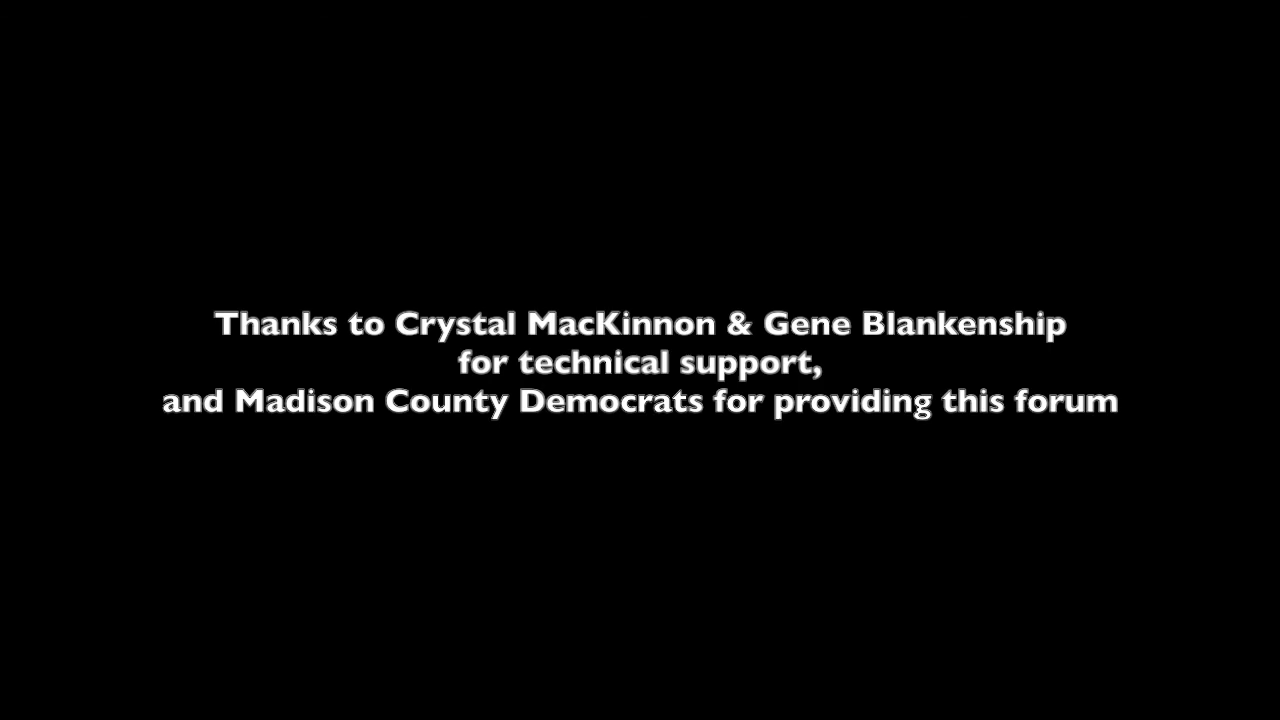 Thanks to Crystal MacKinnon & Gene Blankenship
for technical support,
and Madison County Democrats for providing this forum